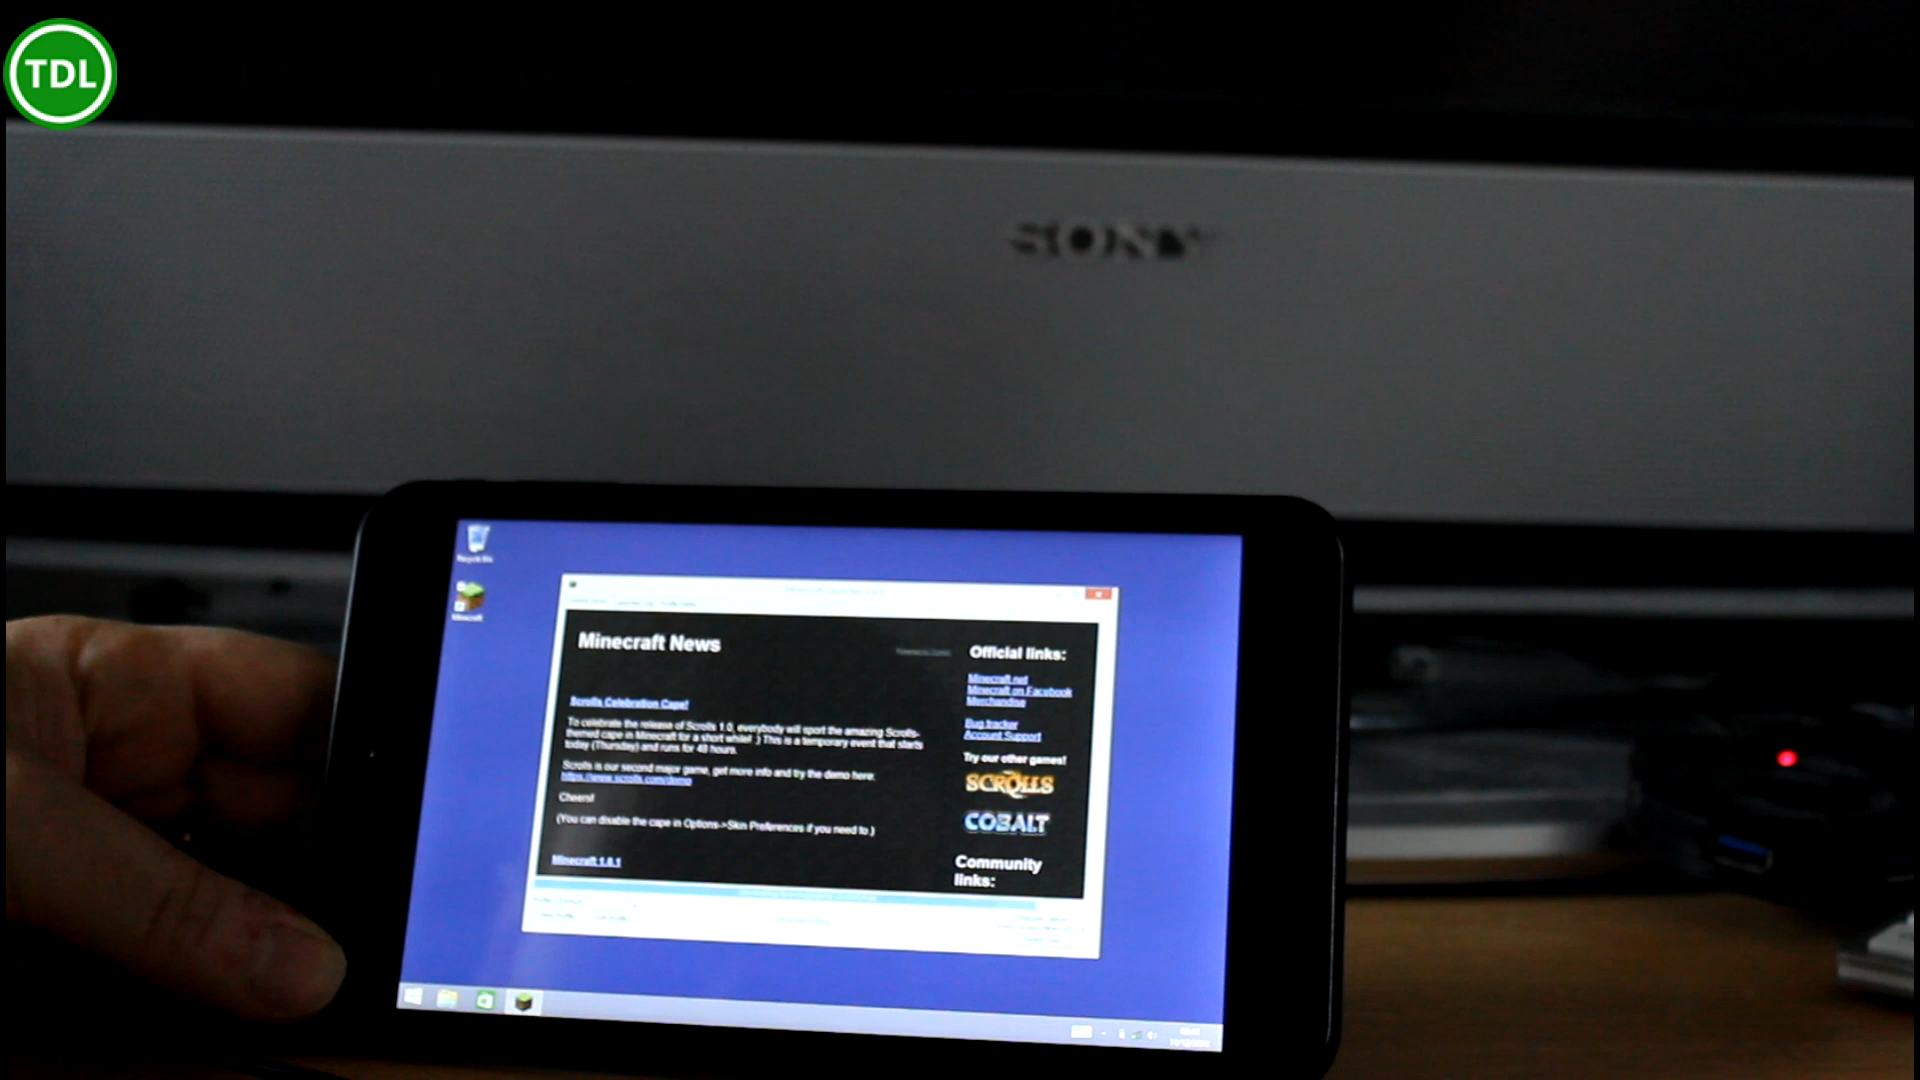 TDL
SONY
Recycle Bin
Minecraft
Minecraft News
Official links:
Minecraft.net
Minecraft on Facebook
Merchandise
Bug tracker
Account Support
Try our other games!
SCROLLS
COBALT
Community
links:
Scrolls Celebration Cape!
To celebrate the release of Scrolls 1.0, everybody will sport the amazing Scrolls-
themed cape in Minecraft for a short while! :) This is a temporary event that starts
today (Thursday) and runs for 48 hours.
Scrolls is our second major game, get more info and try the demo here:
https://www.scrolls.com/demo
Cheers!
(You can disable the cape in Options->Skin Preferences if you need to.)
Minecraft 1.8.1